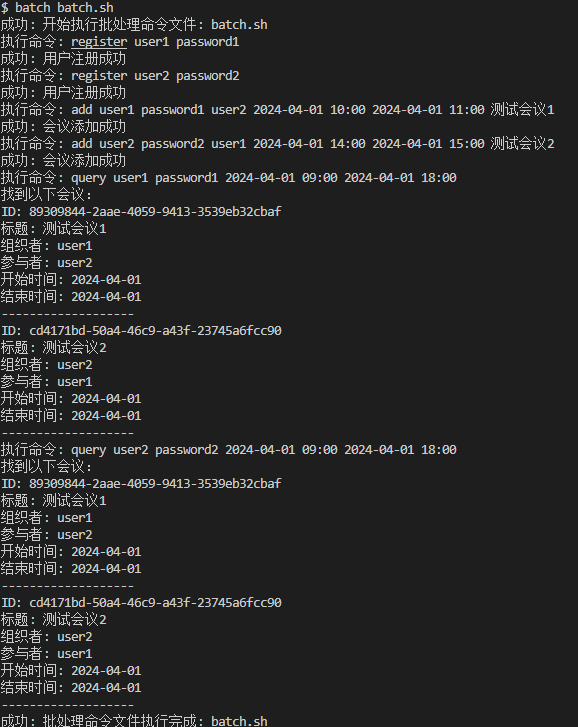 $ batch batch.sh
成功: 开始执行批处理命令文件: batch.sh
执行命令: register user1 password1
成功: 用户注册成功
执行命令: register user2 password2
成功: 用户注册成功
执行命令: add user1 password1 user2 2024-04-01 10:00 2024-04-01 11:00 测试会议1
成功: 会议添加成功
执行命令: add user2 password2 user1 2024-04-01 14:00 2024-04-01 15:00 测试会议2
成功: 会议添加成功
执行命令: query user1 password1 2024-04-01 09:00 2024-04-01 18:00
找到以下会议:
ID: 89309844-2aae-4059-9413-3539eb32cbaf
标题: 测试会议1
组织者: user1
参与者: user2
开始时间: 2024-04-01
结束时间: 2024-04-01
-------------------
ID: cd4171bd-50a4-46c9-a43f-23745a6fcc90
标题: 测试会议2
组织者: user2
参与者: user1
开始时间: 2024-04-01
结束时间: 2024-04-01
-------------------
执行命令: query user2 password2 2024-04-01 09:00 2024-04-01 18:00
找到以下会议:
ID: 89309844-2aae-4059-9413-3539eb32cbaf
标题: 测试会议1
组织者: user1
参与者: user2
开始时间: 2024-04-01
结束时间: 2024-04-01
-------------------
ID: cd4171bd-50a4-46c9-a43f-23745a6fcc90
标题: 测试会议2
组织者: user2
参与者: user1
开始时间: 2024-04-01
结束时间: 2024-04-01
-------------------
成功: 批处理命令文件执行完成: batch.sh